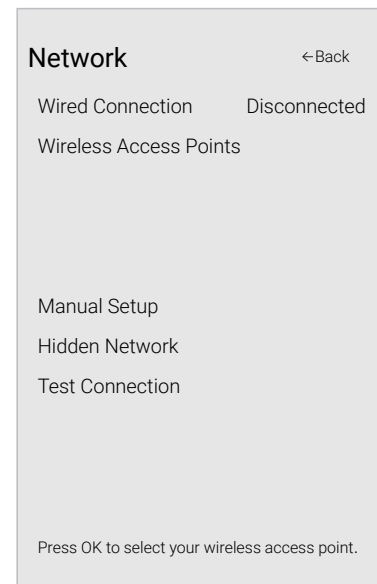 Network ←Back
Wired Connection Disconnected
Wireless Access Points
Manual Setup
Hidden Network
Test Connection
Press OK to select your wireless access point.